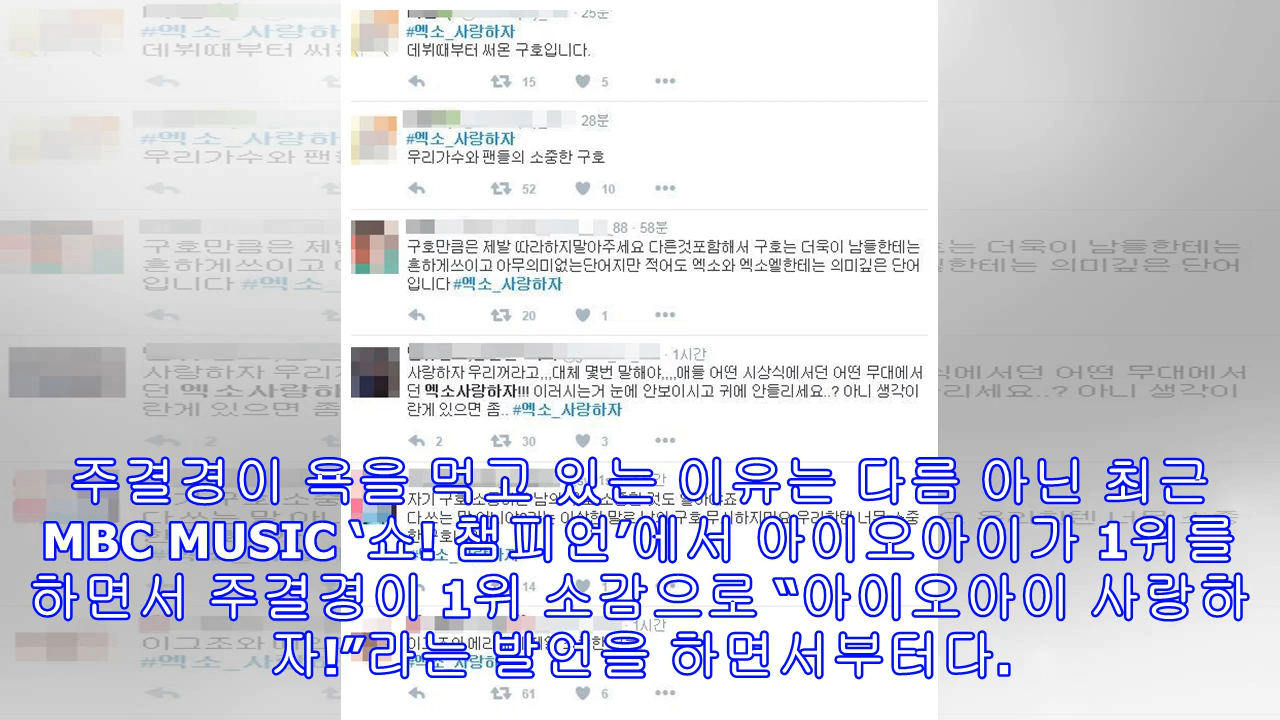 25분
#엑소_사랑하자
데뷔때부터 써온 구호입니다.
15 5
28분
#엑소_사랑하자
우리가수와 팬들의 소중한 구호
52 10
_88 · 58분
구호만큼은 제발 따라하지말아주세요 다른것포함해서 구호는 더욱이 남들한테는
흔하게쓰이고 아무의미없는단어지만 적어도 엑소와 엑소엘한테는 의미깊은 단어
입니다 #엑소_사랑하자
20 1
1시간
사랑하자 우리꺼라고,,,대체 몇번 말해야,,,,애들 어떤 시상식에서던 어떤 무대에서
던 엑소사랑하자!!! 이러시는거 눈에 안보이시고 귀에 안들리세요..? 아니 생각이
란게 있으면 좀.. #엑소_사랑하자
2 30 3
주결경이 욕을 먹고 있는 이유는 다름 아닌 최근
MBC MUSIC ‘쇼! 챔피언’에서 아이오아이가 1위를
하면서 주결경이 1위 소감으로 “아이오아이 사랑하
자!”라는 발언을 하면서부터다.
14
1시간
61 6